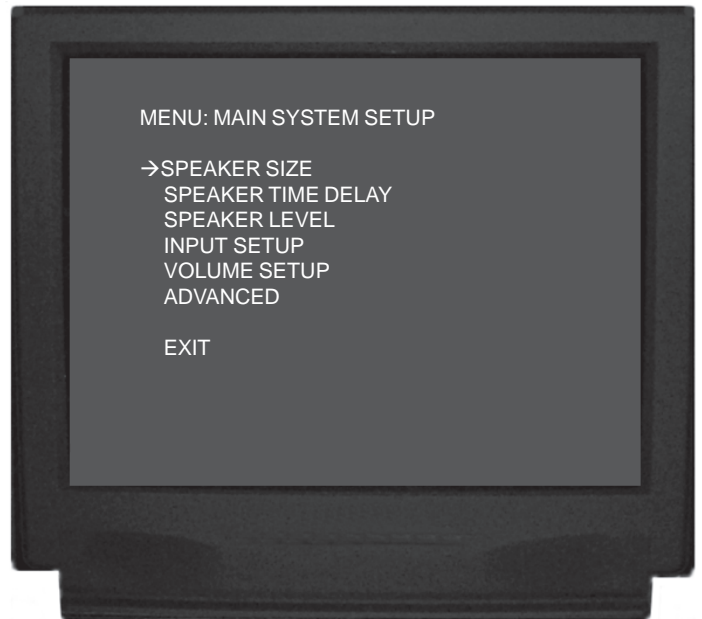 MENU: MAIN SYSTEM SETUP
→SPEAKER SIZE
SPEAKER TIME DELAY
SPEAKER LEVEL
INPUT SETUP
VOLUME SETUP
ADVANCED
EXIT